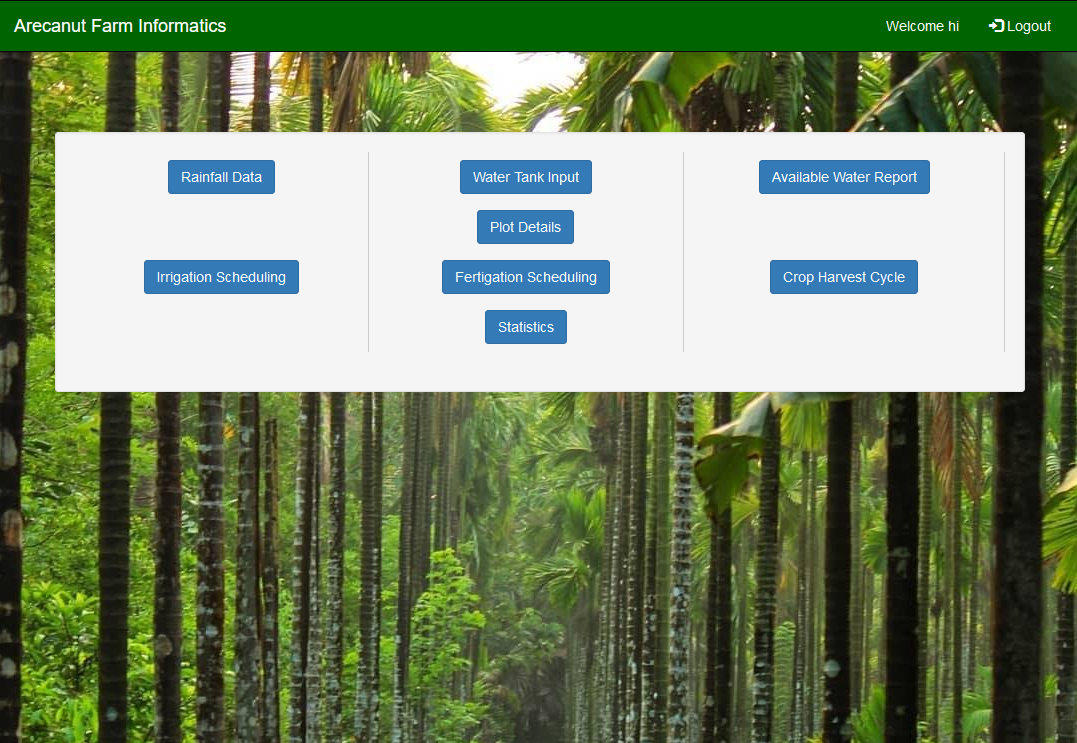 Arecanut Farm Informatics
Welcome hi Logout
Rainfall Data
Water Tank Input
Available Water Report
Plot Details
Irrigation Scheduling
Fertigation Scheduling
Crop Harvest Cycle
Statistics